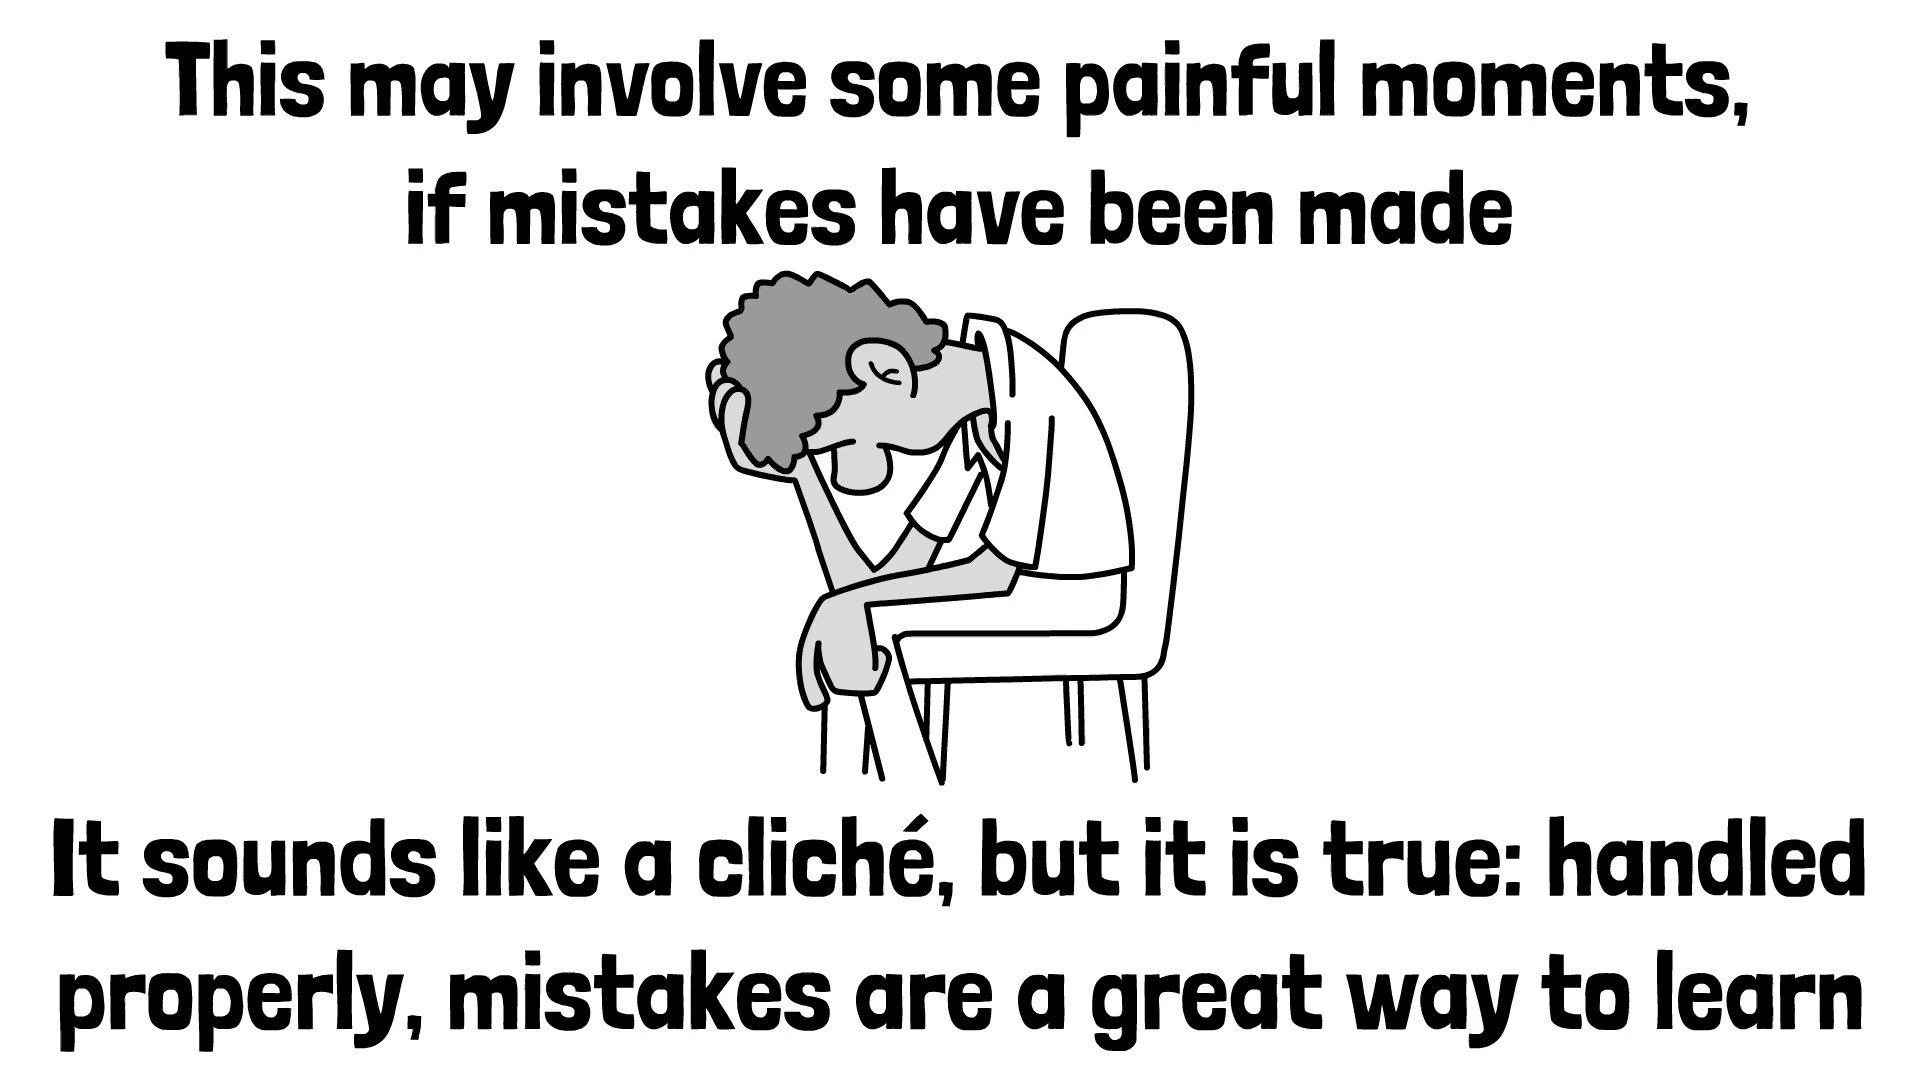 This may involve some painful moments,
if mistakes have been made
It sounds like a cliché, but it is true: handled
properly, mistakes are a great way to learn